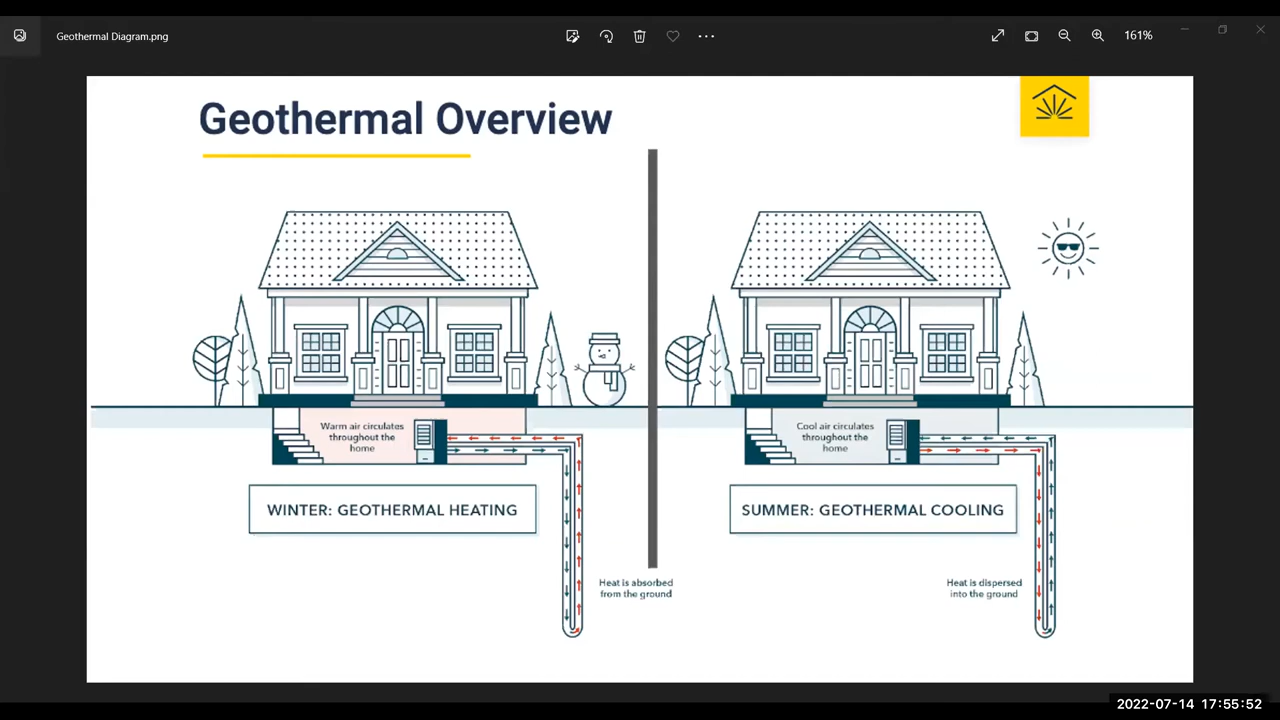 Geothermal Diagram.png
161%
Geothermal Overview
Warm air circulates
throughout the
home
Cool air circulates
throughout the
home
WINTER: GEOTHERMAL HEATING
SUMMER: GEOTHERMAL COOLING
Heat is absorbed
from the ground
Heat is dispersed
into the ground
2022-07-14 17:55:52